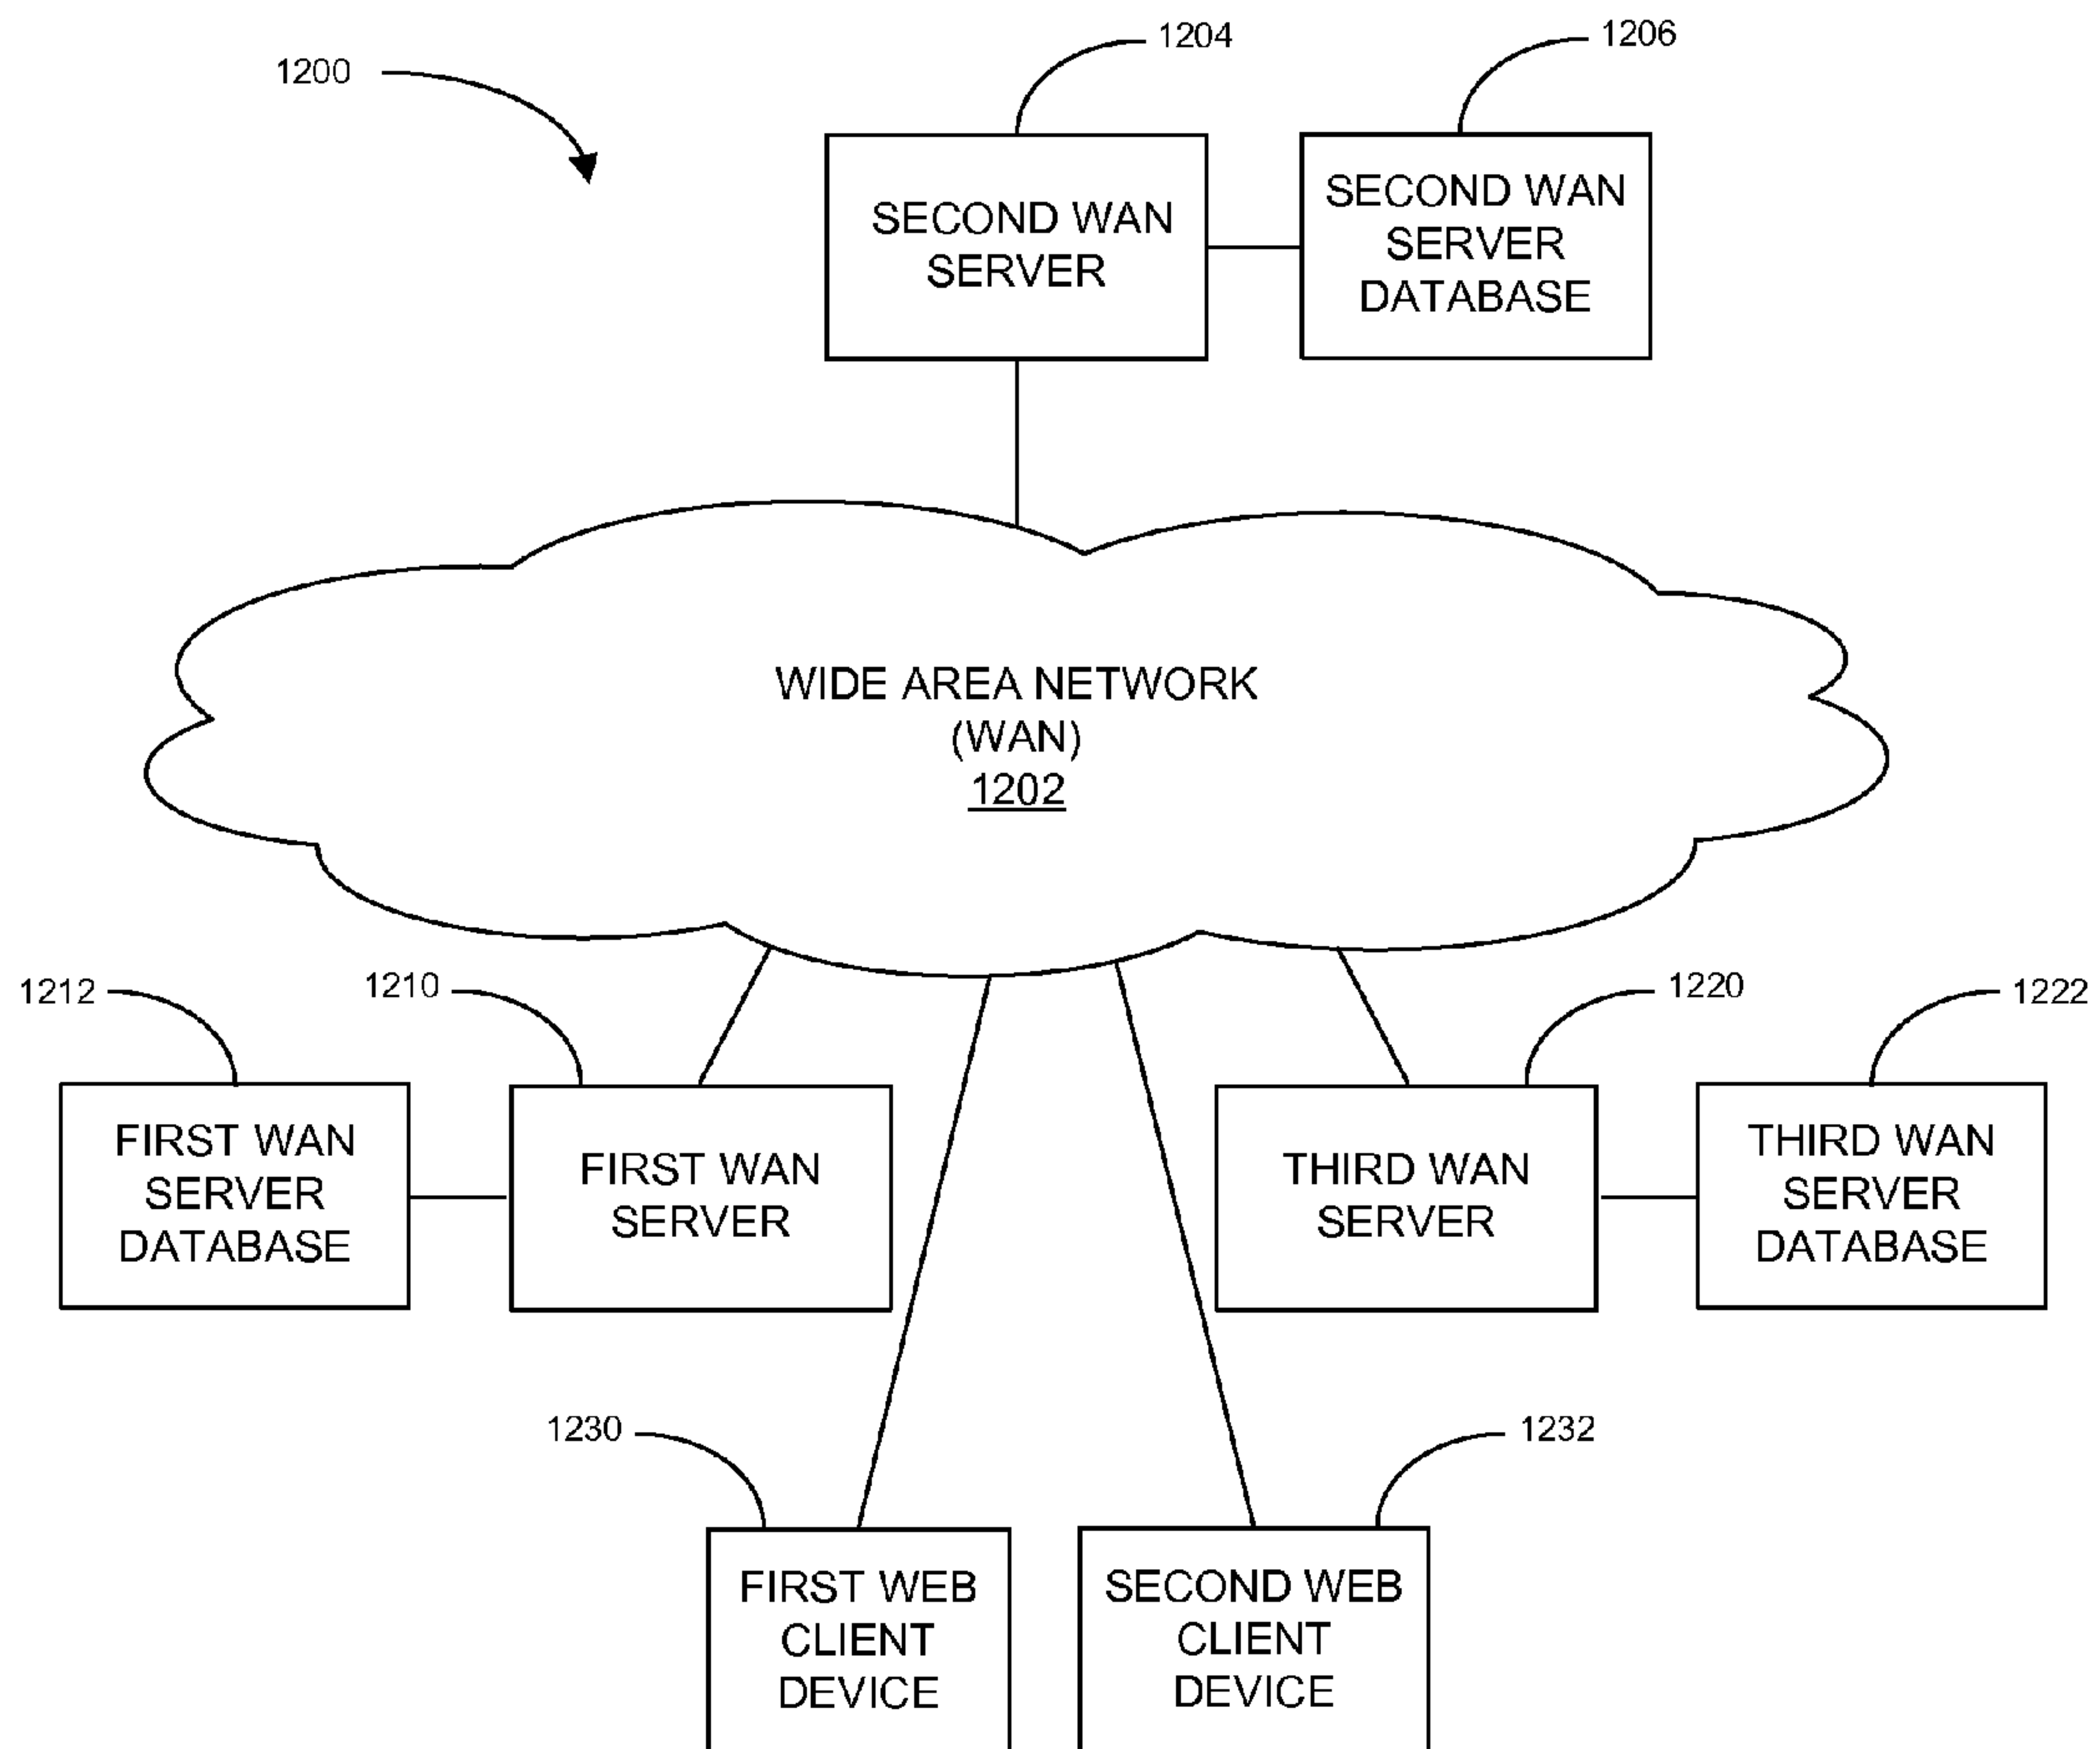 1200
1204
1206
SECOND WAN
SERVER
SECOND WAN
SERVER
DATABASE
WIDE AREA NETWORK
(WAN)
1202
1212
1210
1220
1222
FIRST WAN
SERVER
DATABASE
FIRST WAN
SERVER
THIRD WAN
SERVER
THIRD WAN
SERVER
DATABASE
1230
1232
FIRST WEB
CLIENT
DEVICE
SECOND WEB
CLIENT
DEVICE